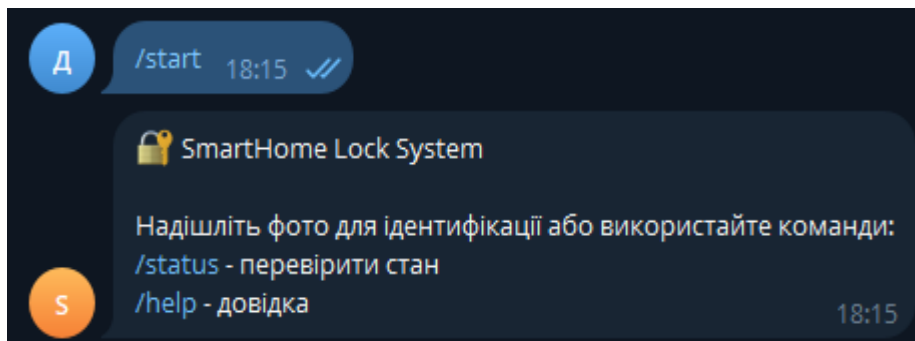 Д
/start 18:15
🔐 SmartHome Lock System
Надішліть фото для ідентифікації або використайте команди:
/status - перевірити стан
/help - довідка
S
18:15